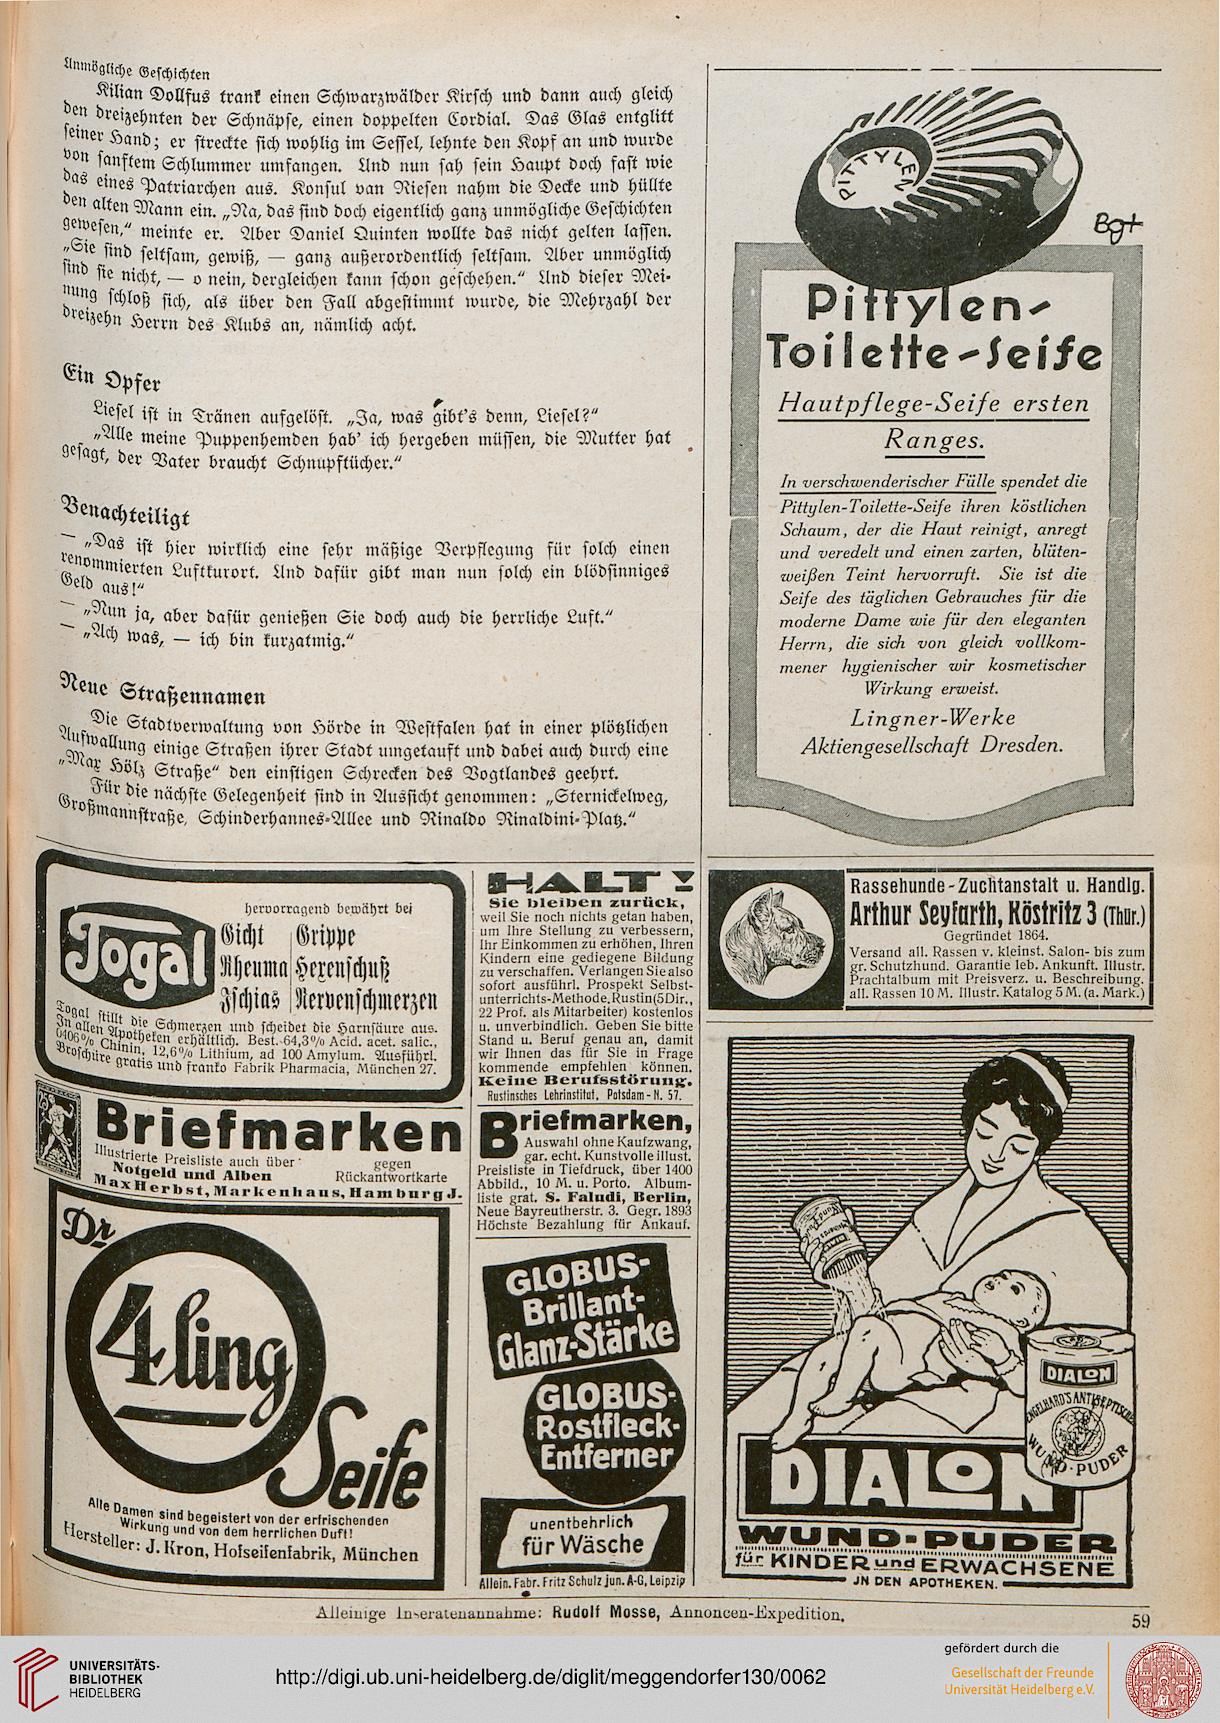 Unmögliche Geschichten
Kilian Dollfus trank einen Schwarzwälder Kirsch und dann auch gleich
den dreizehnten der Schnäpse, einen doppelten Cordial. Das Glas entglitt
seiner Hand; er streckte sich wohlig im Sessel, lehnte den Kopf an und wurde
von sanftem Schlummer umfangen. Und nun sah sein Haupt doch fast wie
das eines Patriarchen aus. Konsul van Niesen nahm die Decke und hüllte
den alten Mann ein. „Na, das sind doch eigentlich ganz unmögliche Geschichten
gewesen,“ meinte er. Aber Daniel Quinten wollte das nicht gelten lassen.
„Sie sind seltsam, gewiß, — ganz außerordentlich seltsam. Aber unmöglich
sind sie nicht, — o nein, dergleichen kann schon geschehen.“ Und dieser Mei-
nung schloß sich, als über den Fall abgestimmt wurde, die Mehrzahl der
dreizehn Herrn des Klubs an, nämlich acht.
Ein Opfer
Liesel ist in Tränen aufgelöst. „Ja, was gibt's denn, Liesel?“
„Alle meine Puppenhemden hab' ich hergeben müssen, die Mutter hat
gesagt, der Vater braucht Schnupftücher.“
Benachteiligt
— „Das ist hier wirklich eine sehr mäßige Verpflegung für solch einen
renommierten Luftkurort. Und dafür gibt man nun solch ein blödsinniges
Geld aus!“
— „Nun ja, aber dafür genießen Sie doch auch die herrliche Luft.“
— „Ach was, — ich bin kurzatmig.“
Neue Straßennamen
Die Stadtverwaltung von Hörde in Westfalen hat in einer plötzlichen
Aufwallung einige Straßen ihrer Stadt umgetauft und dabei auch durch eine
„Max Hölz Straße“ den einstigen Schrecken des Vogtlandes geehrt.
Für die nächste Gelegenheit sind in Aussicht genommen: „Sternickelweg,
Großmannstraße, Schinderhannes-Allee und Rinaldo Rinaldini-Platz.“
PITTYLEN
Bgt
Pittylen-
Toilette-Seife
Hautpflege-Seife ersten
Ranges.
In verschwenderischer Fülle spendet die
Pittylen-Toilette-Seife ihren köstlichen
Schaum, der die Haut reinigt, anregt
und veredelt und einen zarten, blüten-
weißen Teint hervorruft. Sie ist die
Seife des täglichen Gebrauches für die
moderne Dame wie für den eleganten
Herrn, die sich von gleich vollkom-
mener hygienischer wir kosmetischer
Wirkung erweist.
Lingner-Werke
Aktiengesellschaft Dresden.
Togal
hervorragend bewährt bei
Gicht Grippe
Rheuma Hexenschuß
Ischias Nervenschmerzen
Togal stillt die Schmerzen und scheidet die Harnsäure aus.
In allen Apotheken erhältlich. Best. 64,3% Acid. acet. salic.,
0406% Chinin, 12,6% Lithium, ad 100 Amylum. Ausführl.
Broschüre gratis und franko Fabrik Pharmacia, München 27.
Briefmarken
Illustrierte Preisliste auch über gegen
Notgeld und Alben Rückantwortkarte
Max Herbst, Markenhaus, Hamburg J.
Dr
4ling
Seife
Alle Damen sind begeistert von der erfrischenden
Wirkung und von dem herrlichen Duft!
Hersteller: J. Kron, Hofseifenfabrik, München
HALT!
Sie bleiben zurück,
weil Sie noch nichts getan haben,
um Ihre Stellung zu verbessern,
Ihr Einkommen zu erhöhen, Ihren
Kindern eine gediegene Bildung
zu verschaffen. Verlangen Sie also
sofort ausführl. Prospekt Selbst-
unterrichts-Methode.Rustin(5Dir.,
22 Prof. als Mitarbeiter) kostenlos
u. unverbindlich. Geben Sie bitte
Stand u. Beruf genau an, damit
wir Ihnen das für Sie in Frage
kommende empfehlen können.
Keine Berufsstörung.
Rustinsches Lehrinstitut, Potsdam-N. 57.
Briefmarken,
Auswahl ohne Kaufzwang,
gar. echt. Kunstvolle illust.
Preisliste in Tiefdruck, über 1400
Abbild., 10 M. u. Porto. Album-
liste grat. S. Faludi, Berlin,
Neue Bayreutherstr. 3. Gegr. 1893
Höchste Bezahlung für Ankauf.
GLOBUS-
Brillant-
Glanz-Stärke
GLOBUS-
Rostfleck-
Entferner
unentbehrlich
für Wäsche
Allein. Fabr. Fritz Schulz jun. A-G, Leipzig
Rassehunde-Zuchtanstalt u. Handlg.
Arthur Seyfarth, Köstritz 3 (Thür.)
Gegründet 1864.
Versand all. Rassen v. kleinst. Salon- bis zum
gr. Schutzhund. Garantie leb. Ankunft. Illustr.
Prachtalbum mit Preisverz. u. Beschreibung.
all. Rassen 10 M. Illustr. Katalog 5 M. (a. Mark.)
DIALON
ENGELHARD'S ANTISEPTISCHER
WUND-PUDER
DIALON
WUND-PUDER
für KINDER und ERWACHSENE
IN DEN APOTHEKEN.
Alleinige Inseratenannahme: Rudolf Mosse, Annoncen-Expedition.
59
UNIVERSITÄTS-
BIBLIOTHEK
HEIDELBERG
http://digi.ub.uni-heidelberg.de/diglit/meggendorfer130/0062
gefördert durch die
Gesellschaft der Freunde
Universität Heidelberg e.V.